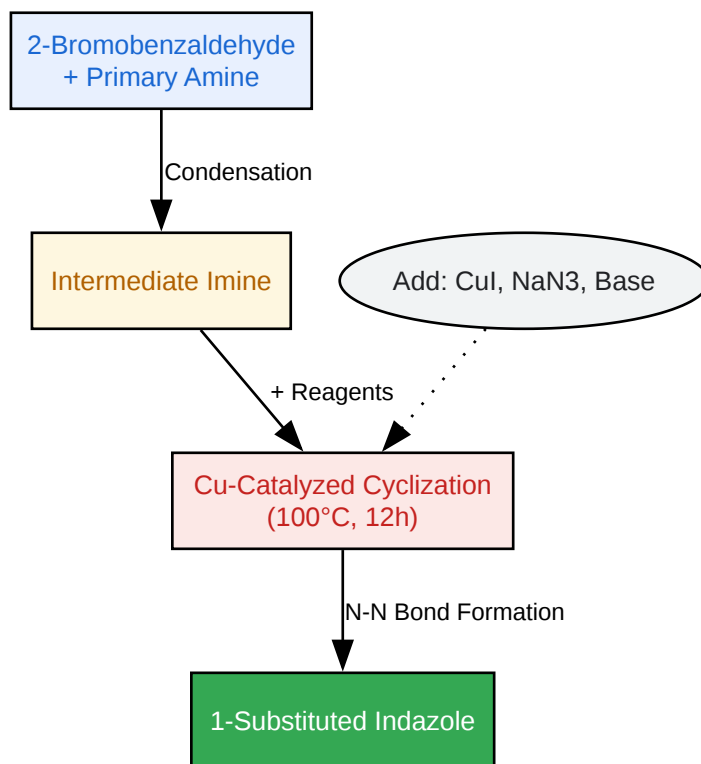 2-Bromobenzaldehyde
+ Primary Amine
Condensation
Intermediate Imine
Add: CuI, NaN3, Base
+ Reagents
Cu-Catalyzed Cyclization
(100°C, 12h)
N-N Bond Formation
1-Substituted Indazole